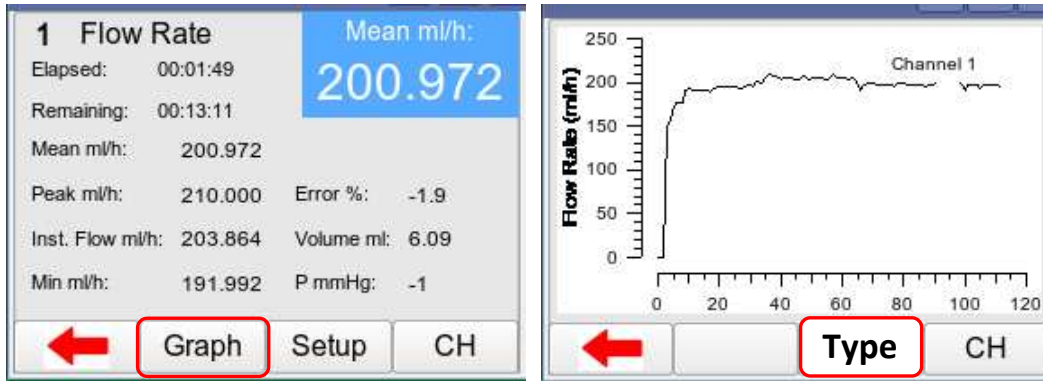 1 Flow Rate
Mean ml/h:
200.972
Elapsed: 00:01:49
Remaining: 00:13:11
Mean ml/h: 200.972
Peak ml/h: 210.000 Error %: -1.9
Inst. Flow ml/h: 203.864 Volume ml: 6.09
Min ml/h: 191.992 P mmHg: -1
Graph Setup CH
Flow Rate (ml/h)
250
200
150
100
50
0
Channel 1
0 20 40 60 80 100 120
Type CH